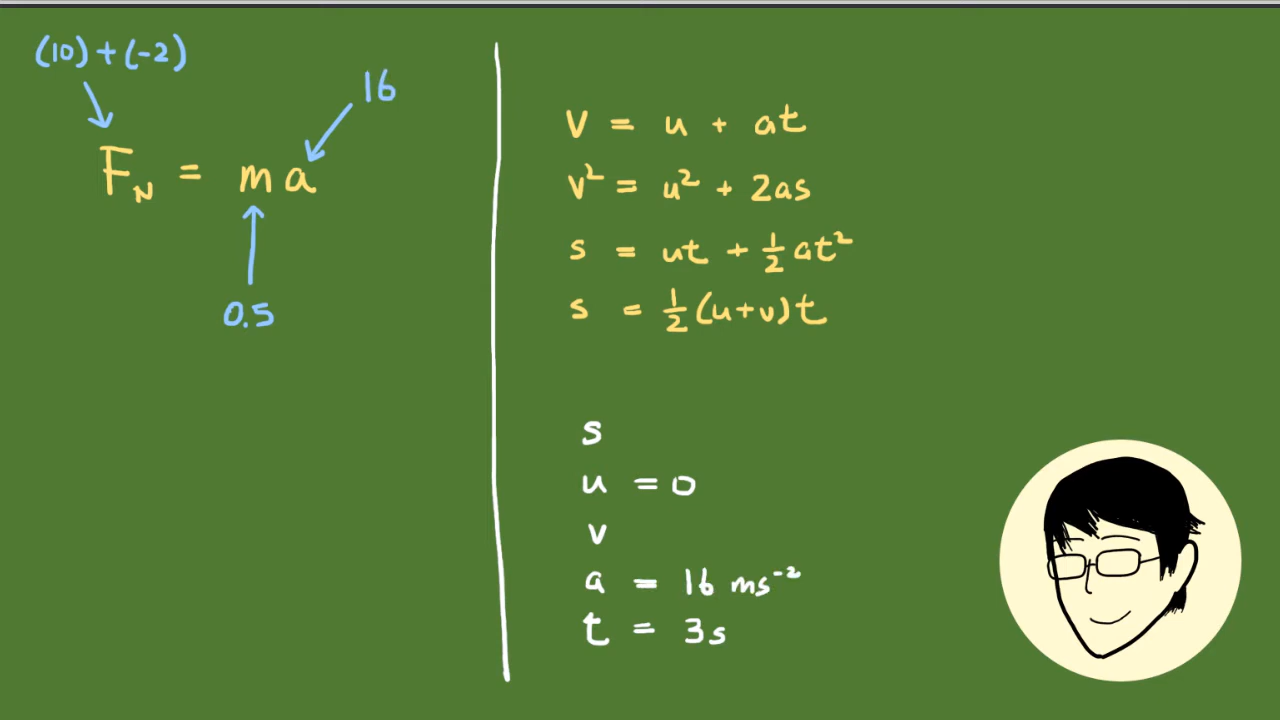 (10) + (-2)
16
F_N = ma
0.5
v = u + at
v² = u² + 2as
s = ut + ½at²
s = ½(u+v)t
s
u = 0
v
a = 16 ms⁻²
t = 3s